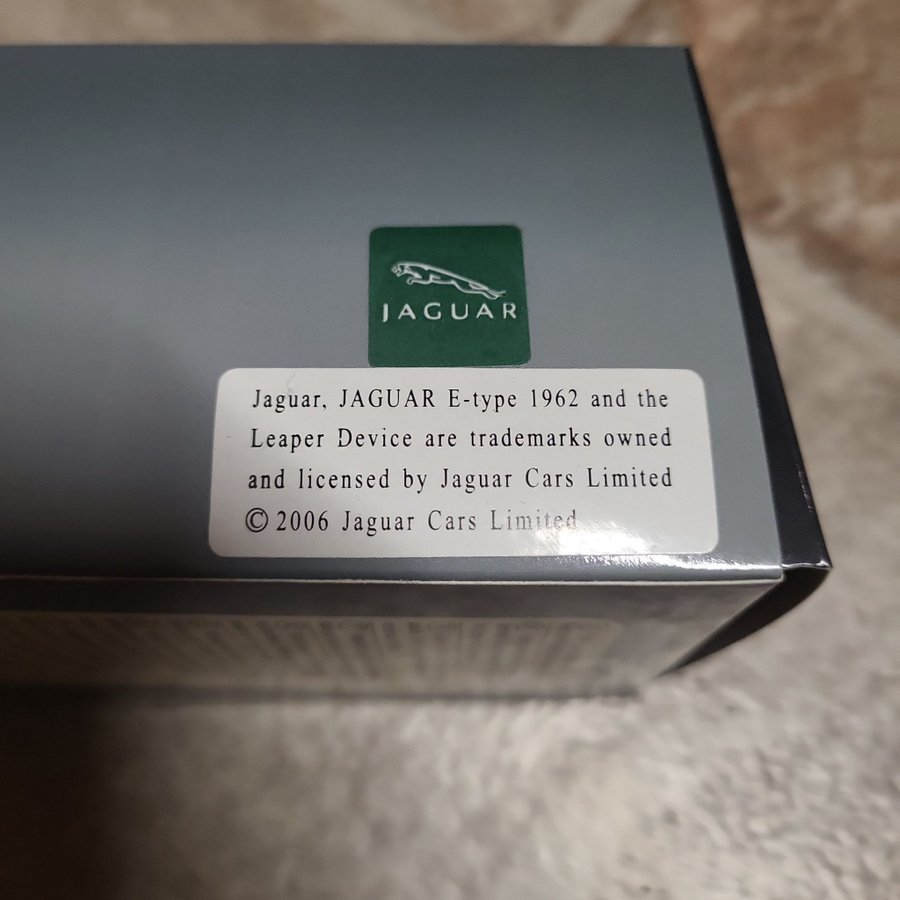 JAGUAR
Jaguar, JAGUAR E-type 1962 and the
Leaper Device are trademarks owned
and licensed by Jaguar Cars Limited
© 2006 Jaguar Cars Limited